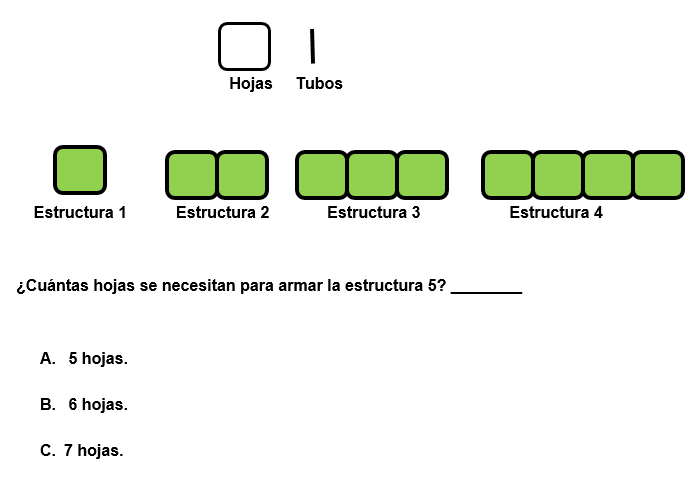 Hojas Tubos
Estructura 1 Estructura 2 Estructura 3 Estructura 4
¿Cuántas hojas se necesitan para armar la estructura 5? ________
A. 5 hojas.
B. 6 hojas.
C. 7 hojas.